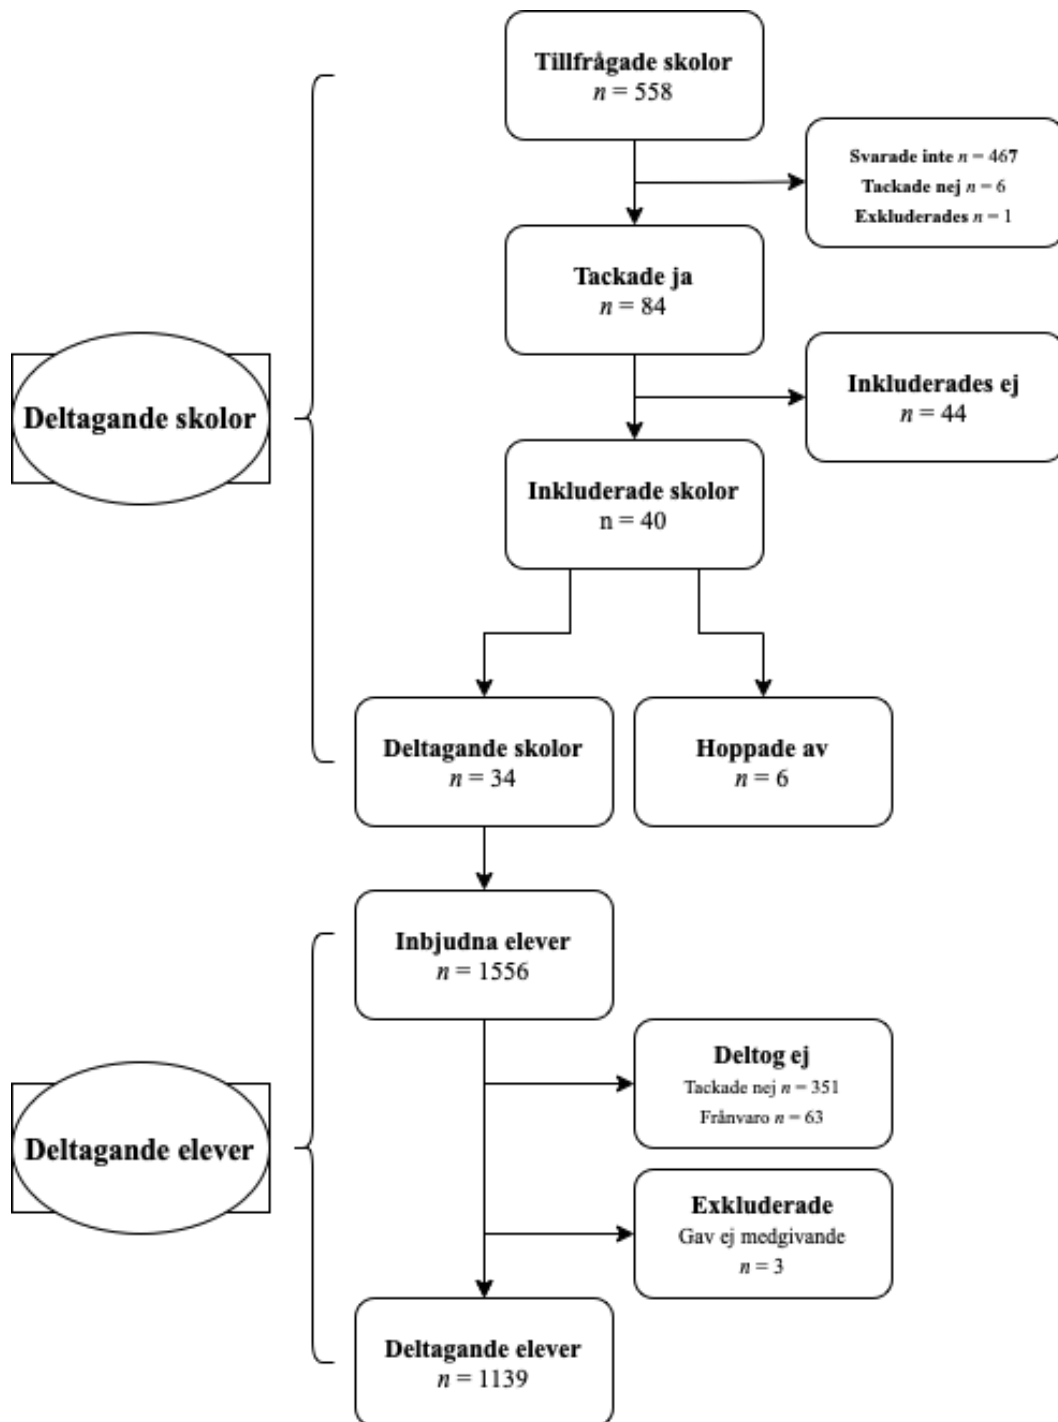 Tillfrågade skolor
n = 558
Svarade inte n = 467
Tackade nej n = 6
Exkluderades n = 1
Tackade ja
n = 84
Inkluderades ej
n = 44
Deltagande skolor
Inkluderade skolor
n = 40
Deltagande skolor
n = 34
Hoppade av
n = 6
Inbjudna elever
n = 1556
Deltog ej
Tackade nej n = 351
Frånvaro n = 63
Deltagande elever
Exkluderade
Gav ej medgivande
n = 3
Deltagande elever
n = 1139